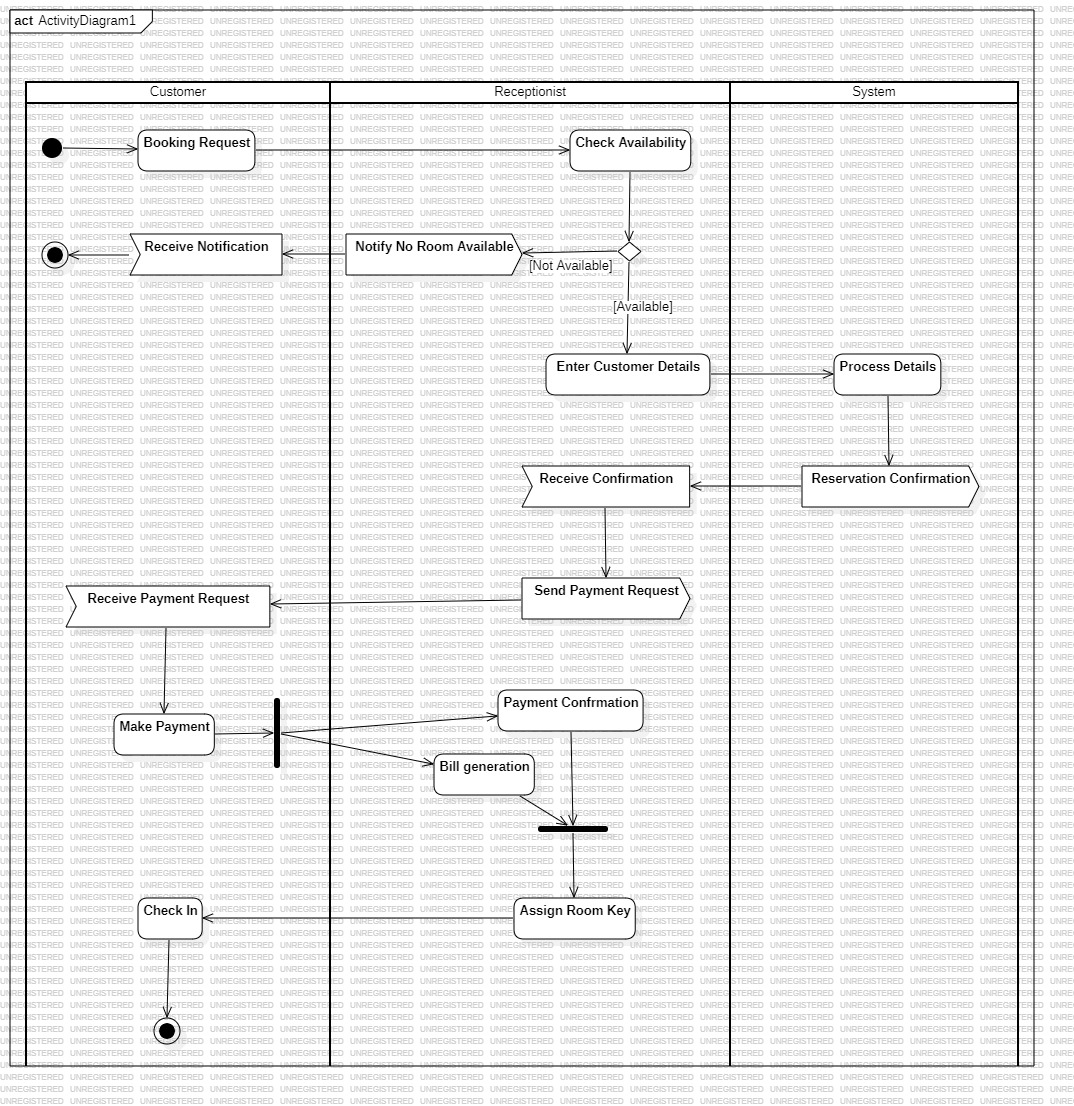 act ActivityDiagram1
Customer
Receptionist
System
Booking Request
Check Availability
Receive Notification
Notify No Room Available
[Not Available]
[Available]
Enter Customer Details
Process Details
Receive Confirmation
Reservation Confirmation
Receive Payment Request
Send Payment Request
Payment Confrmation
Make Payment
Bill generation
Check In
Assign Room Key
UNREGISTERED